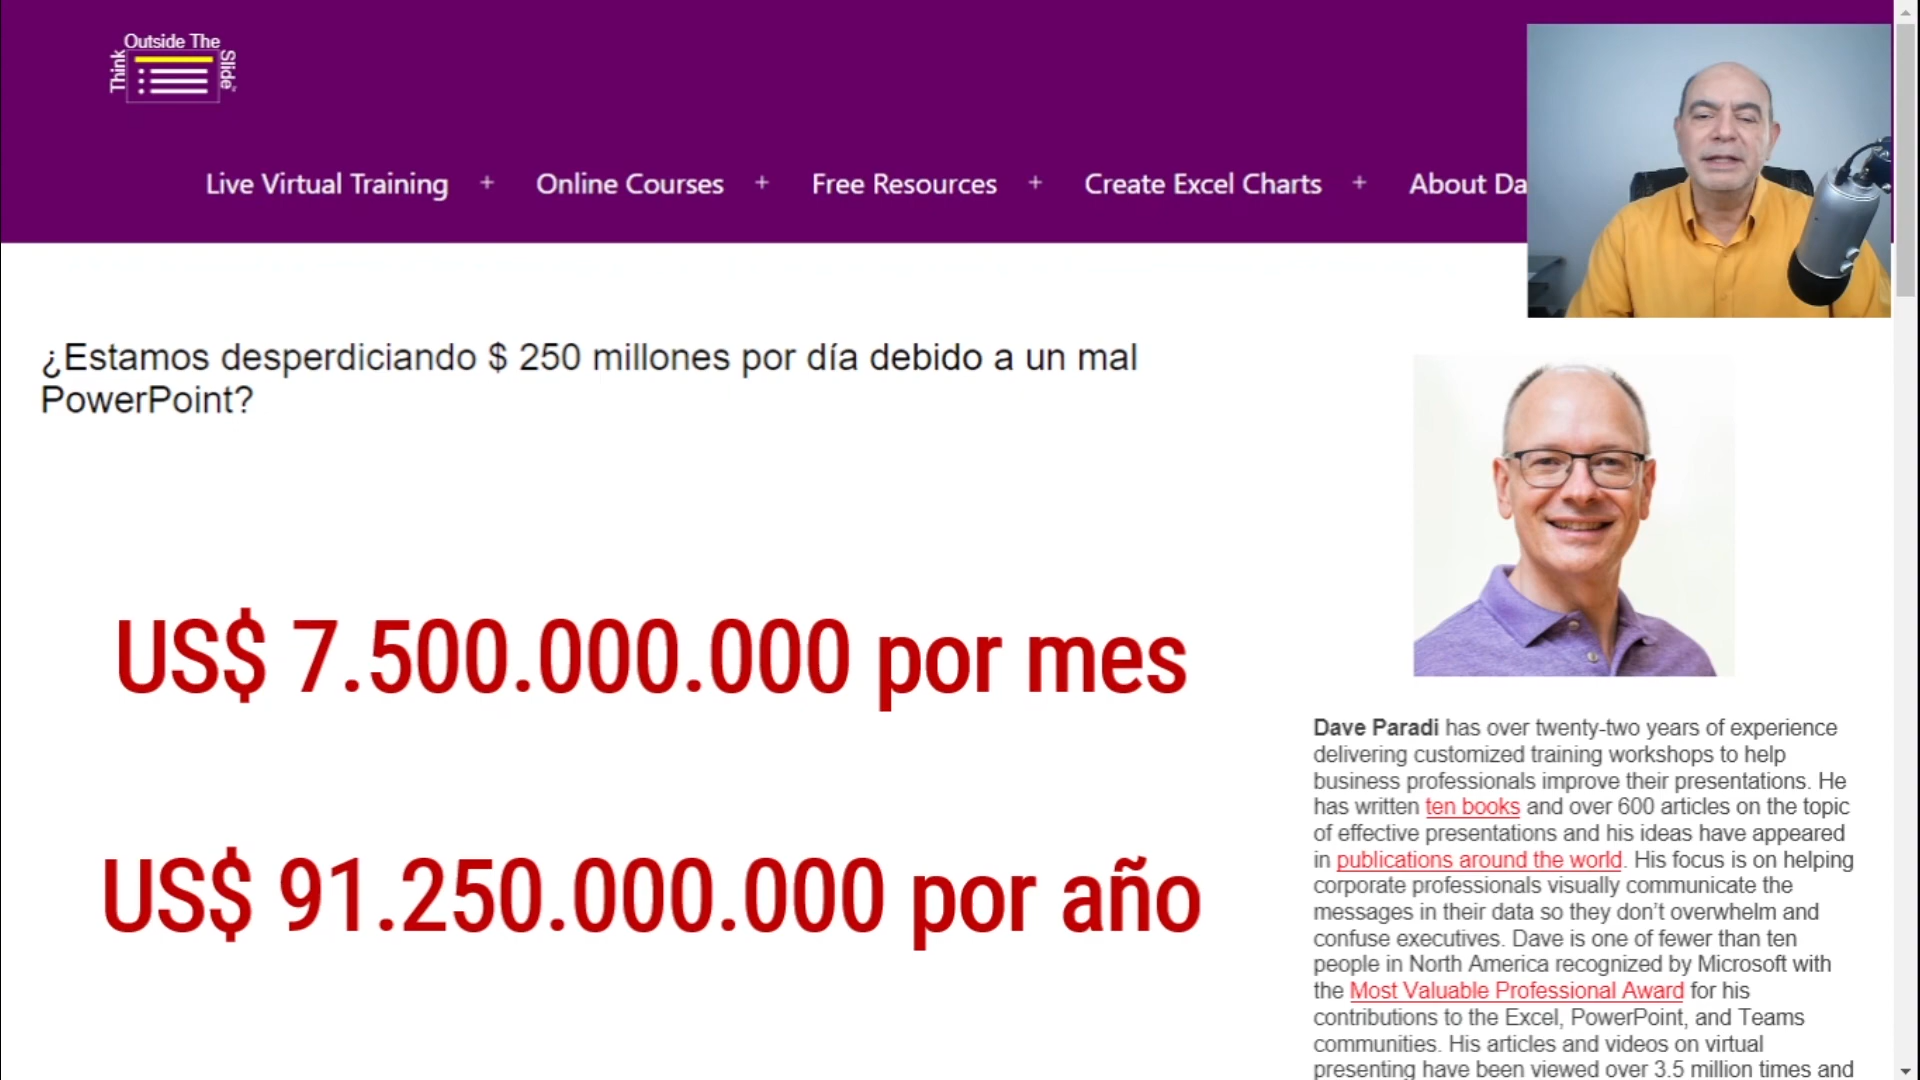 Think
Outside The
Slide
Live Virtual Training +
Online Courses +
Free Resources +
Create Excel Charts +
About Da
¿Estamos desperdiciando $ 250 millones por día debido a un mal
PowerPoint?
US$ 7.500.000.000 por mes
US$ 91.250.000.000 por año
Dave Paradi has over twenty-two years of experience
delivering customized training workshops to help
business professionals improve their presentations. He
has written ten books and over 600 articles on the topic
of effective presentations and his ideas have appeared
in publications around the world. His focus is on helping
corporate professionals visually communicate the
messages in their data so they don’t overwhelm and
confuse executives. Dave is one of fewer than ten
people in North America recognized by Microsoft with
the Most Valuable Professional Award for his
contributions to the Excel, PowerPoint, and Teams
communities. His articles and videos on virtual
presenting have been viewed over 3.5 million times and